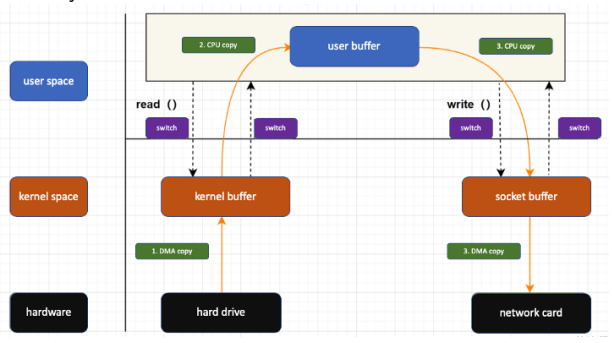 2. CPU copy
user buffer
3. CPU copy
user space
read（）
write（）
switch
switch
switch
switch
kernel space
kernel buffer
socket buffer
1. DMA copy
3. DMA copy
hardware
hard drive
network card